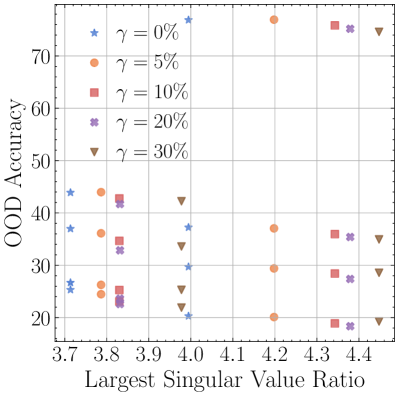 γ = 0%
γ = 5%
γ = 10%
γ = 20%
γ = 30%
OOD Accuracy
70
60
50
40
30
20
3.7 3.8 3.9 4.0 4.1 4.2 4.3 4.4
Largest Singular Value Ratio